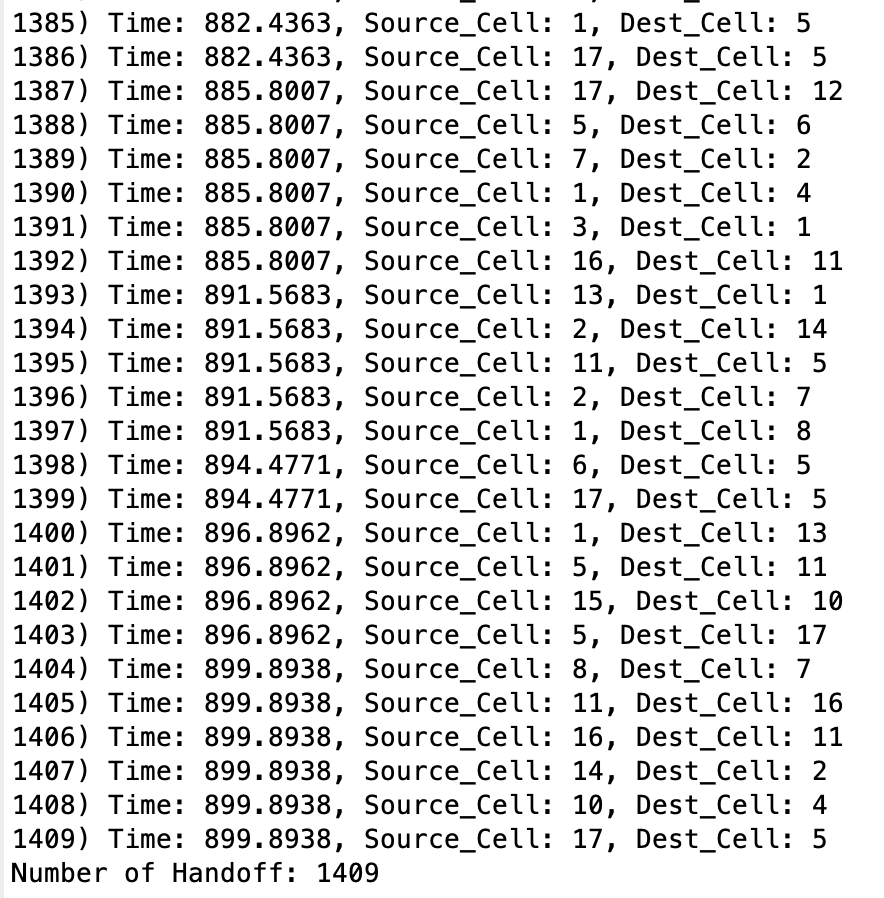 1385) Time: 882.4363, Source_Cell: 1, Dest_Cell: 5
1386) Time: 882.4363, Source_Cell: 17, Dest_Cell: 5
1387) Time: 885.8007, Source_Cell: 17, Dest_Cell: 12
1388) Time: 885.8007, Source_Cell: 5, Dest_Cell: 6
1389) Time: 885.8007, Source_Cell: 7, Dest_Cell: 2
1390) Time: 885.8007, Source_Cell: 1, Dest_Cell: 4
1391) Time: 885.8007, Source_Cell: 3, Dest_Cell: 1
1392) Time: 885.8007, Source_Cell: 16, Dest_Cell: 11
1393) Time: 891.5683, Source_Cell: 13, Dest_Cell: 1
1394) Time: 891.5683, Source_Cell: 2, Dest_Cell: 14
1395) Time: 891.5683, Source_Cell: 11, Dest_Cell: 5
1396) Time: 891.5683, Source_Cell: 2, Dest_Cell: 7
1397) Time: 891.5683, Source_Cell: 1, Dest_Cell: 8
1398) Time: 894.4771, Source_Cell: 6, Dest_Cell: 5
1399) Time: 894.4771, Source_Cell: 17, Dest_Cell: 5
1400) Time: 896.8962, Source_Cell: 1, Dest_Cell: 13
1401) Time: 896.8962, Source_Cell: 5, Dest_Cell: 11
1402) Time: 896.8962, Source_Cell: 15, Dest_Cell: 10
1403) Time: 896.8962, Source_Cell: 5, Dest_Cell: 17
1404) Time: 899.8938, Source_Cell: 8, Dest_Cell: 7
1405) Time: 899.8938, Source_Cell: 11, Dest_Cell: 16
1406) Time: 899.8938, Source_Cell: 16, Dest_Cell: 11
1407) Time: 899.8938, Source_Cell: 14, Dest_Cell: 2
1408) Time: 899.8938, Source_Cell: 10, Dest_Cell: 4
1409) Time: 899.8938, Source_Cell: 17, Dest_Cell: 5
Number of Handoff: 1409